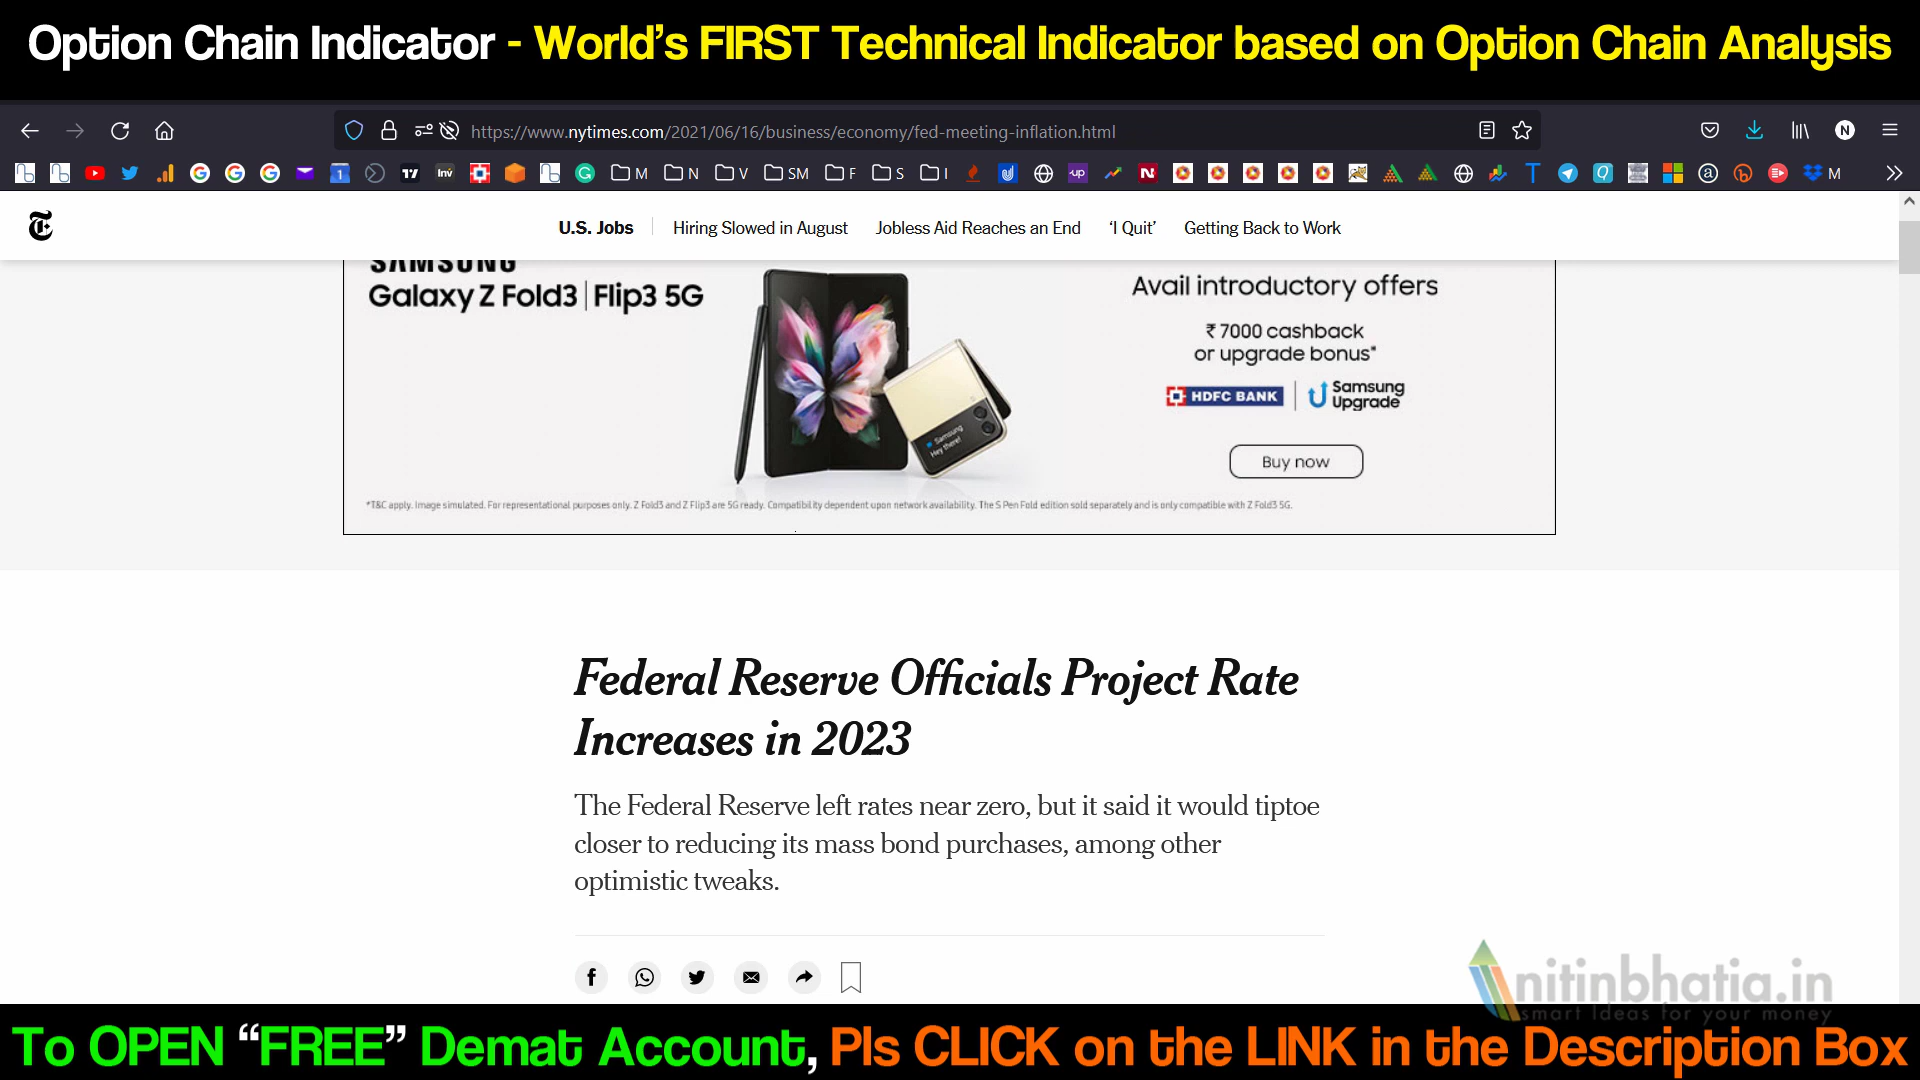 Option Chain Indicator - World's FIRST Technical Indicator based on Option Chain Analysis
https://www.nytimes.com/2021/06/16/business/economy/fed-meeting-inflation.html
N
1 Inv M N V SM F S I up N T Q a M
U.S. Jobs Hiring Slowed in August Jobless Aid Reaches an End ‘I Quit’ Getting Back to Work
SAMSUNG
Galaxy Z Fold3 | Flip3 5G
Avail introductory offers
₹ 7000 cashback
or upgrade bonus*
HDFC BANK
Samsung
Upgrade
Samsung
Hey there!
Buy now
*T&C apply. Image simulated. For representational purposes only. Z Fold3 and Z Flip3 are 5G ready. Compatibility dependent upon network availability. The S Pen Fold edition sold separately and is only compatible with Z Fold3 5G.
Federal Reserve Officials Project Rate
Increases in 2023
The Federal Reserve left rates near zero, but it said it would tiptoe
closer to reducing its mass bond purchases, among other
optimistic tweaks.
nitinbhatia.in
smart Ideas for your money
To OPEN “FREE” Demat Account, Pls CLICK on the LINK in the Description Box